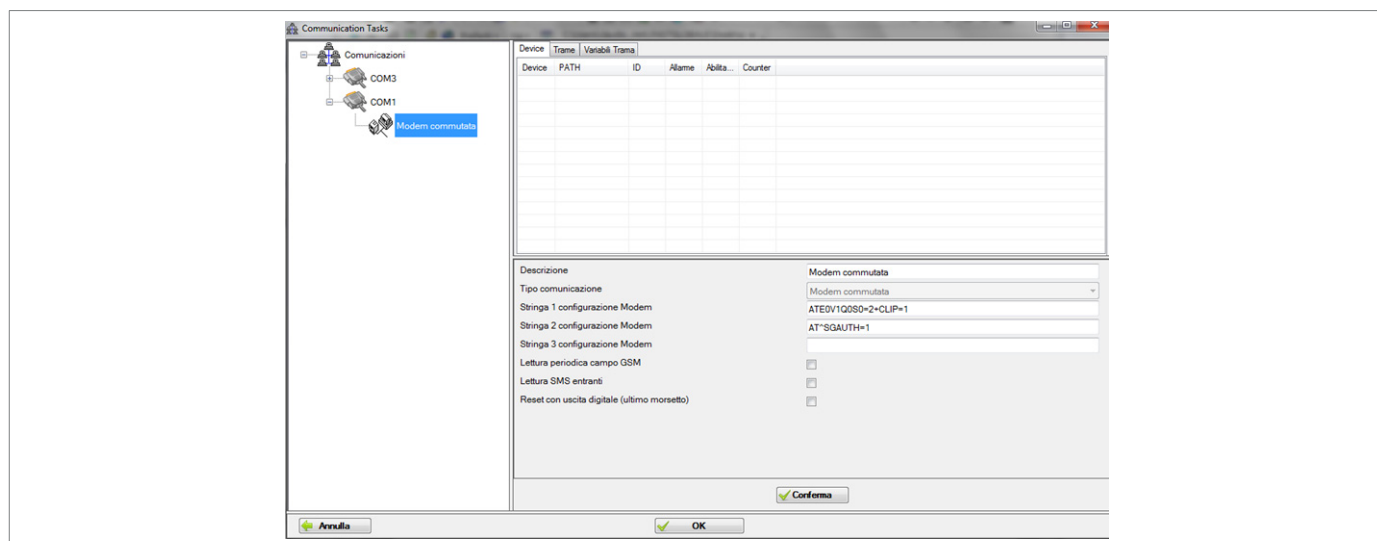 Communication Tasks
Comunicazioni
COM3
COM1
Modem commutata
Device Trame Variabili Trama
Device PATH ID Allarme Abilita... Counter
Descrizione Modem commutata
Tipo comunicazione Modem commutata
Stringa 1 configurazione Modem ATE0V1Q0S0=2+CLIP=1
Stringa 2 configurazione Modem AT^SGAUTH=1
Stringa 3 configurazione Modem
Lettura periodica campo GSM
Lettura SMS entranti
Reset con uscita digitale (ultimo morsetto)
Conferma
Annulla OK